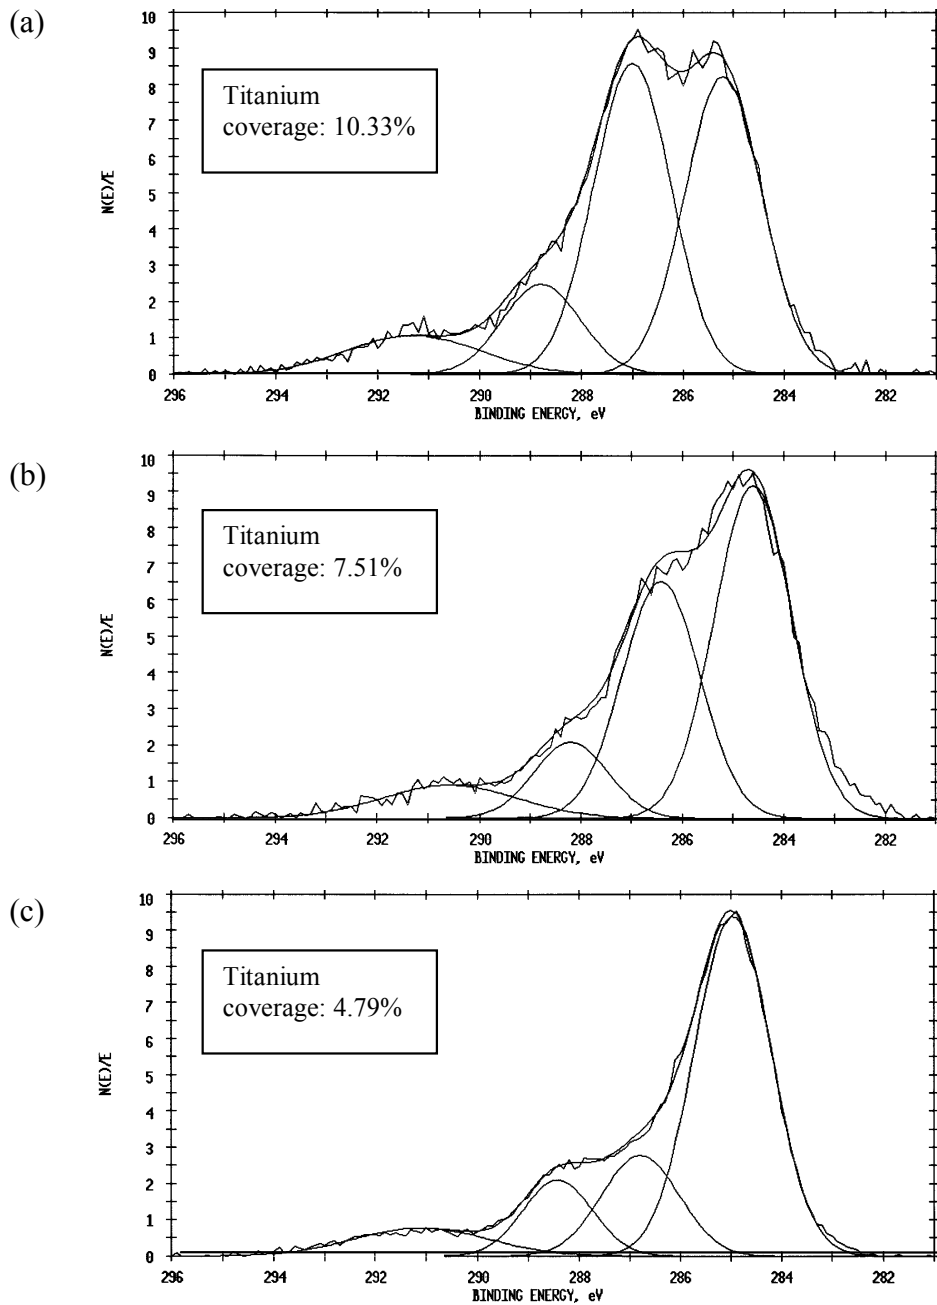 (a)
10
9
8
7
6
5
4
3
2
1
0
N(E)/E
Titanium
coverage: 10.33%
296 294 292 290 288 286 284 282
BINDING ENERGY, eV
(b)
10
9
8
7
6
5
4
3
2
1
0
N(E)/E
Titanium
coverage: 7.51%
296 294 292 290 288 286 284 282
BINDING ENERGY, eV
(c)
10
9
8
7
6
5
4
3
2
1
0
N(E)/E
Titanium
coverage: 4.79%
296 294 292 290 288 286 284 282
BINDING ENERGY, eV